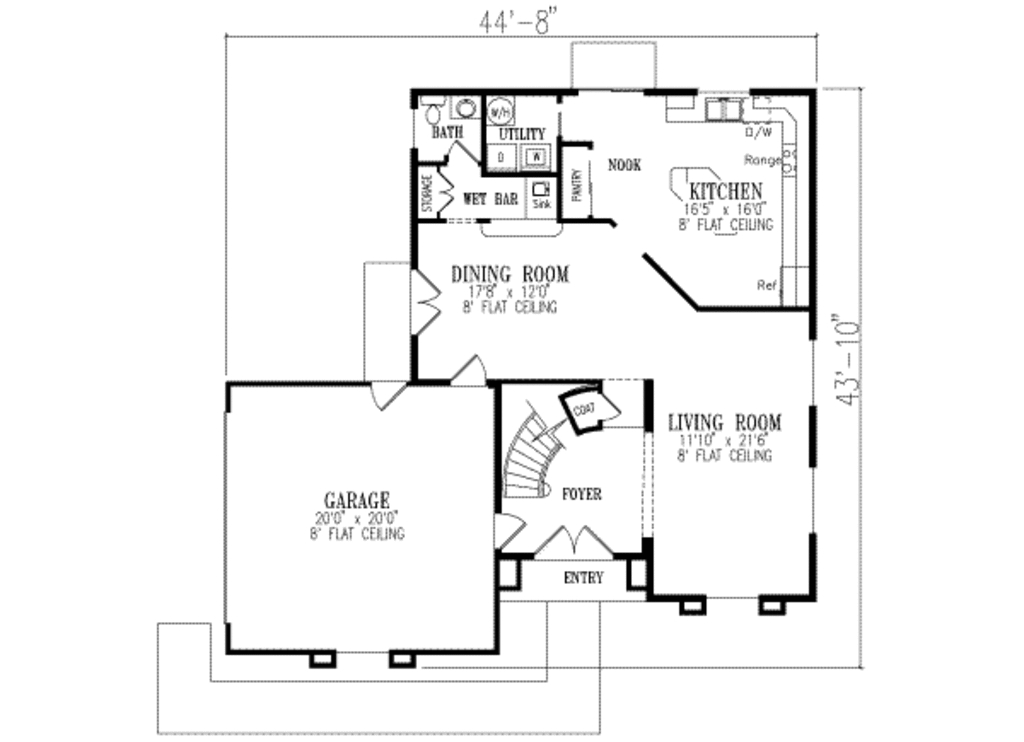 44'-8"
BATH
W/H
UTILITY
D
W
D/W
Range
NOOK
PANTRY
STORAGE
WET BAR
Sink
KITCHEN
16'5" x 16'0"
8' FLAT CEILING
Ref
DINING ROOM
17'8" x 12'0"
8' FLAT CEILING
43'-10"
COAT
LIVING ROOM
11'10" x 21'6"
8' FLAT CEILING
FOYER
GARAGE
20'0" x 20'0"
8' FLAT CEILING
ENTRY